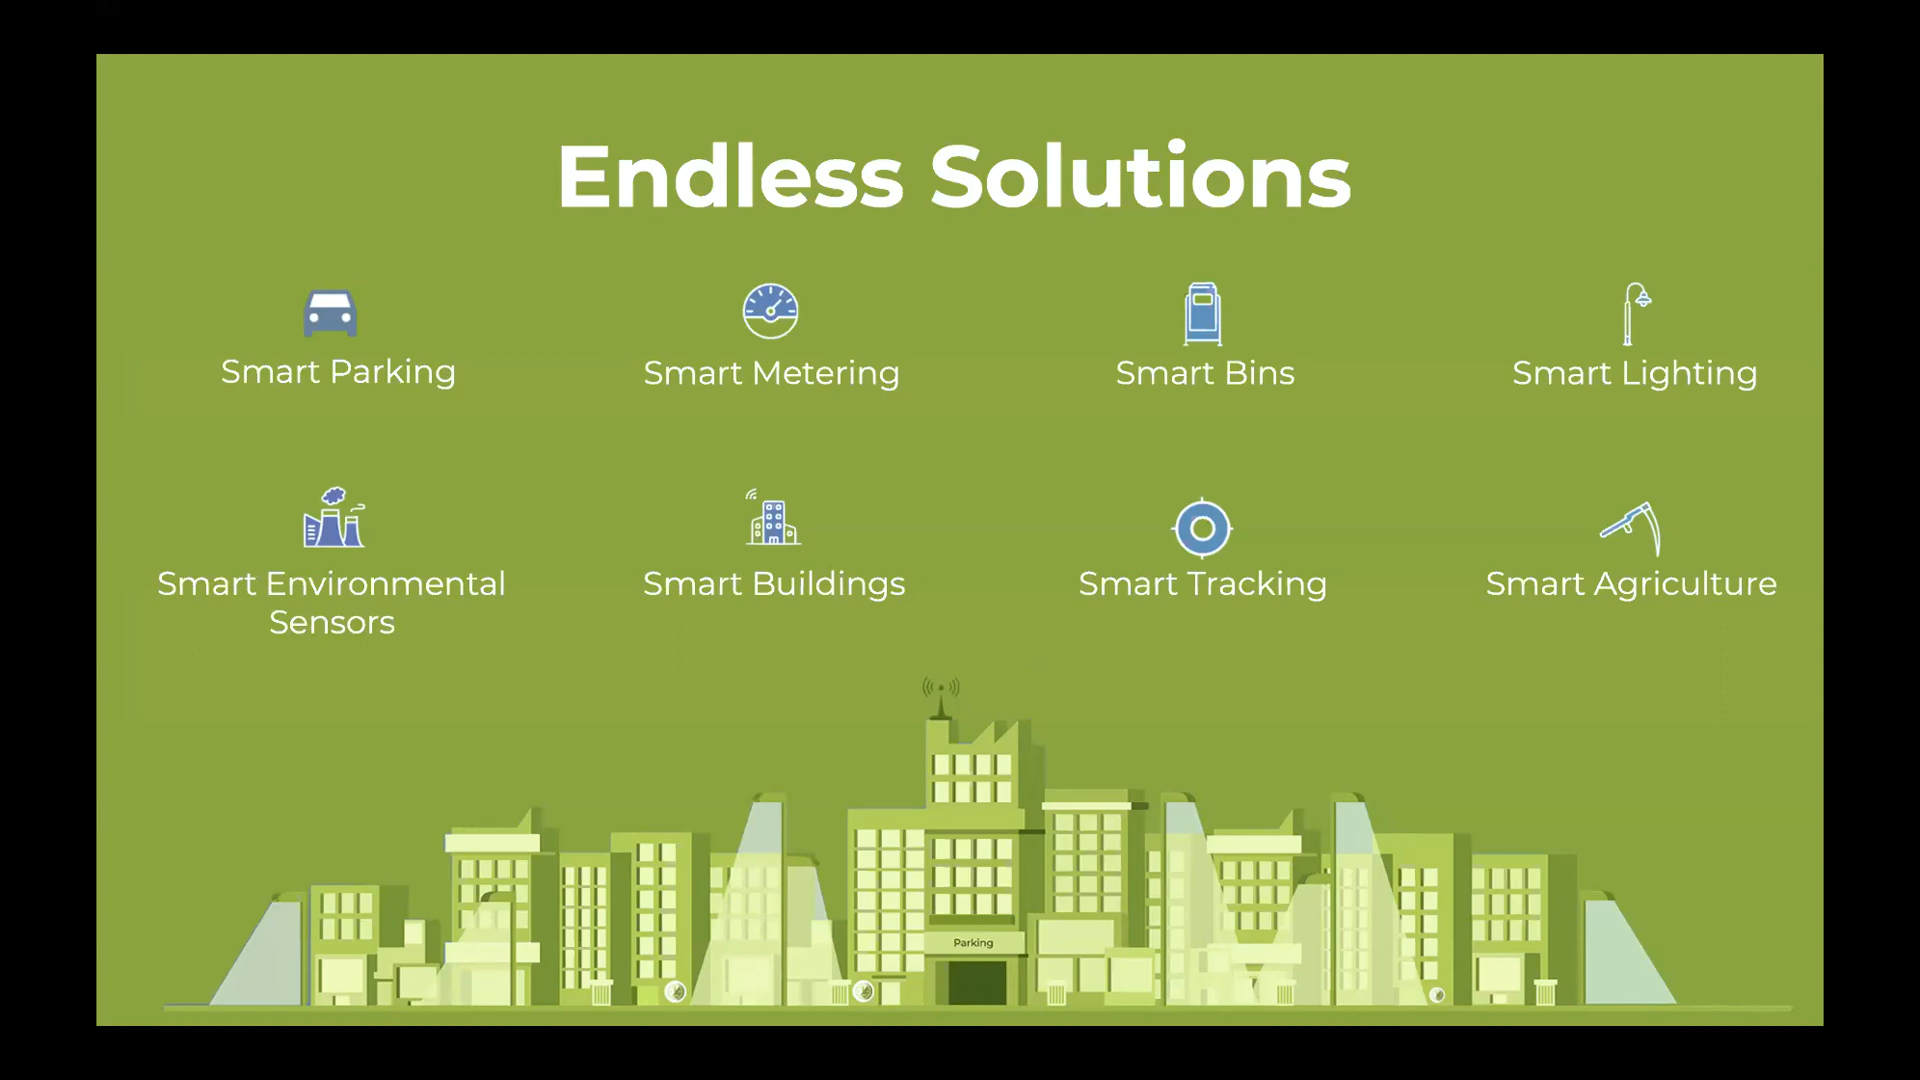 Endless Solutions
Smart Parking
Smart Metering
Smart Bins
Smart Lighting
Smart Environmental
Sensors
Smart Buildings
Smart Tracking
Smart Agriculture
Parking